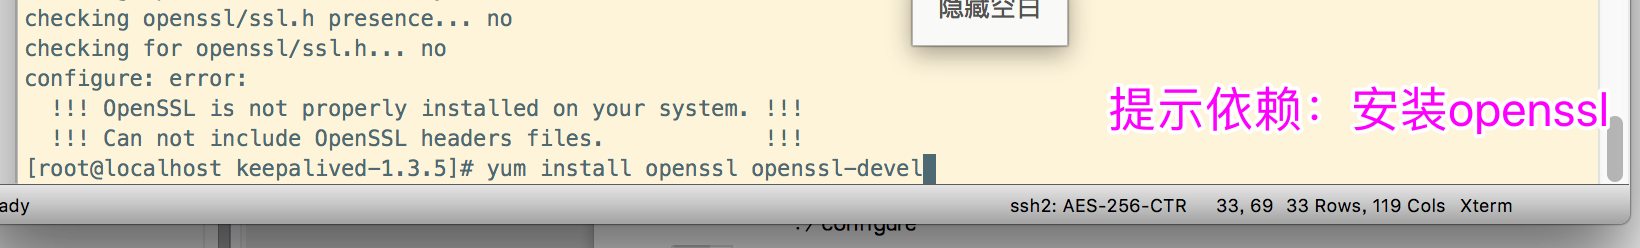 checking openssl/ssl.h presence... no
隐藏空白
checking for openssl/ssl.h... no
configure: error:
!!! OpenSSL is not properly installed on your system. !!!
提示依赖：安装openssl
!!! Can not include OpenSSL headers files. !!!
[root@localhost keepalived-1.3.5]# yum install openssl openssl-devel
ady
ssh2: AES-256-CTR 33, 69 33 Rows, 119 Cols Xterm
./ configure